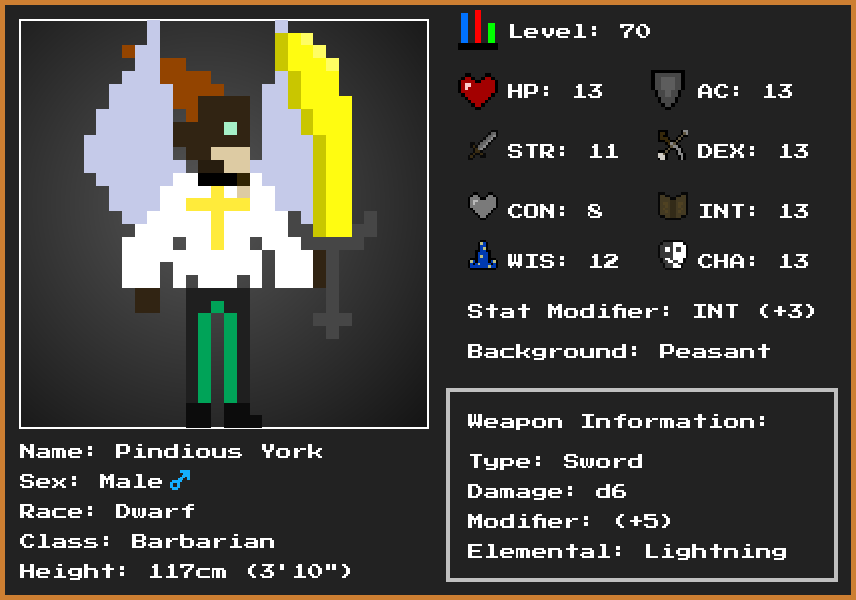 Level: 70
HP: 13
AC: 13
STR: 11
DEX: 13
CON: 8
INT: 13
WIS: 12
CHA: 13
Stat Modifier: INT (+3)
Background: Peasant
Weapon Information:
Type: Sword
Damage: d6
Modifier: (+5)
Elemental: Lightning
Name: Pindious York
Sex: Male♂
Race: Dwarf
Class: Barbarian
Height: 117cm (3'10")